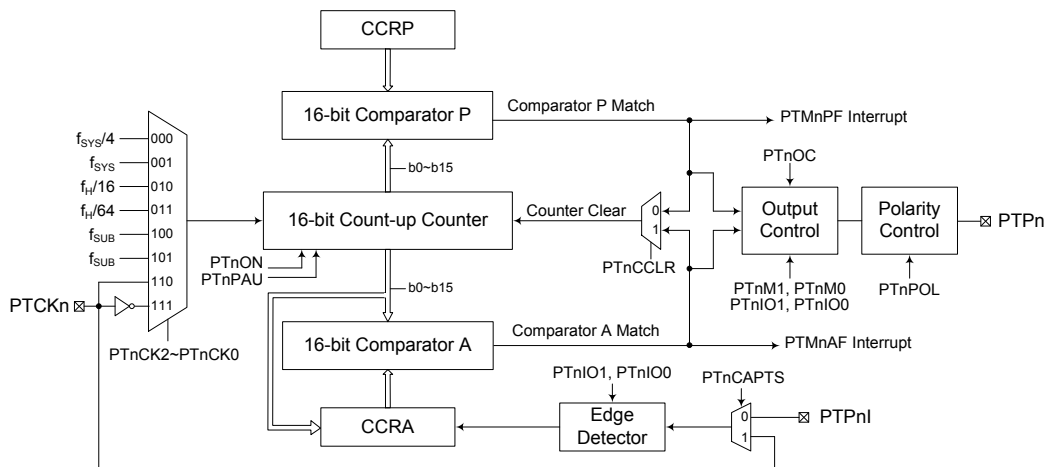 CCRP
16-bit Comparator P
Comparator P Match
PTMnPF Interrupt
b0~b15
fSYS/4
000
fSYS
001
fH/16
010
fH/64
011
fSUB
100
fSUB
101
110
111
PTCKn
PTnCK2~PTnCK0
16-bit Count-up Counter
PTnON
PTnPAU
Counter Clear
0
1
PTnCCLR
PTnOC
Output
Control
PTnM1, PTnM0
PTnIO1, PTnIO0
Polarity
Control
PTnPOL
PTPn
b0~b15
16-bit Comparator A
Comparator A Match
PTMnAF Interrupt
CCRA
PTnIO1, PTnIO0
Edge
Detector
PTnCAPTS
0
1
PTPnI